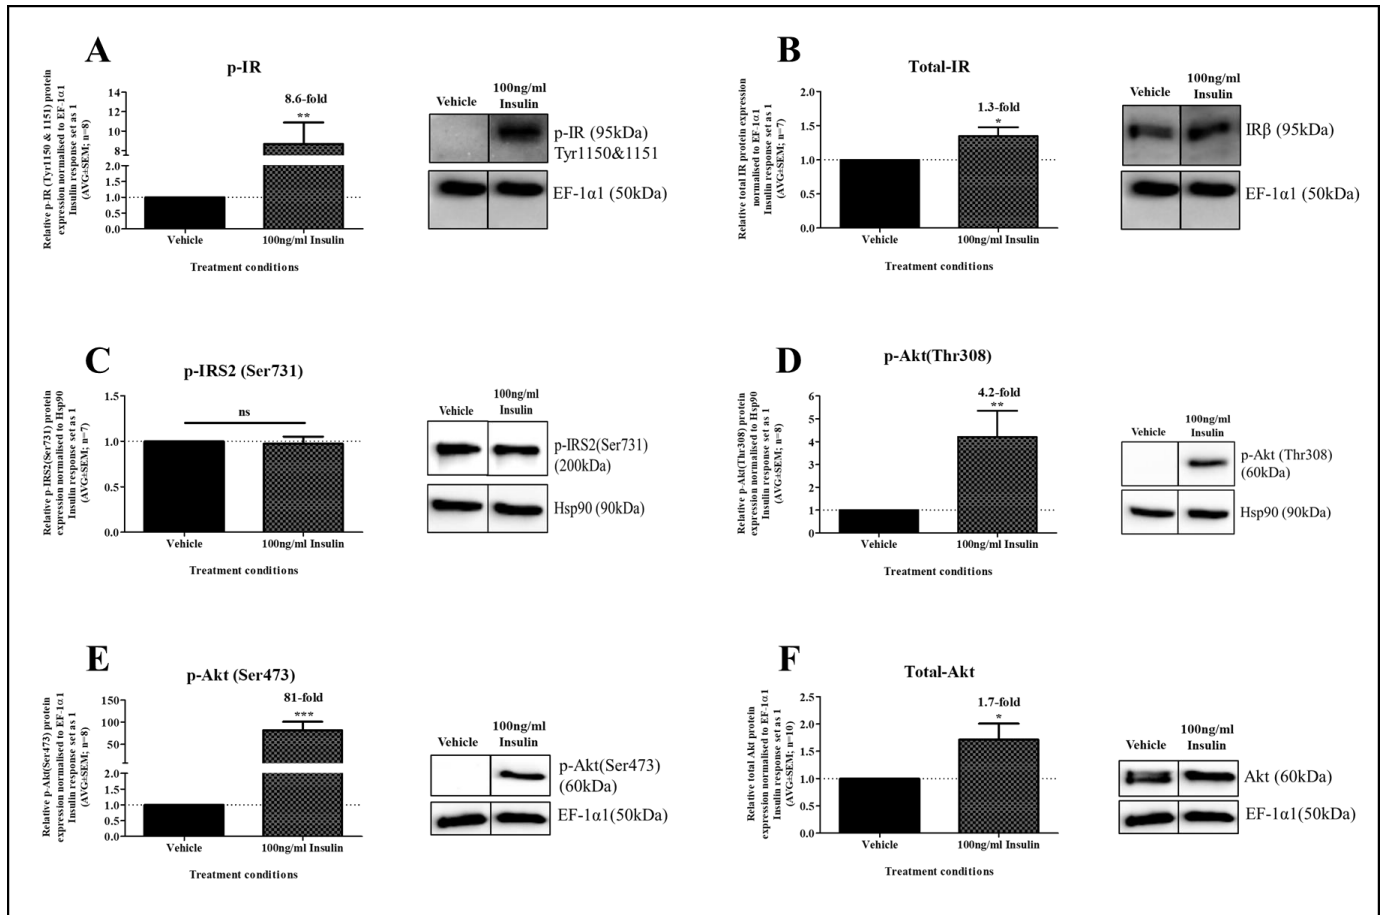 A
p-IR
Relative p-IR (Tyr1150 & 1151) protein
expression normalised to EF-1α1
Insulin response set as 1
(AVG±SEM; n=8)
14
12
10
8
2.0
1.5
1.0
0.5
0.0
8.6-fold
**
Vehicle
100ng/ml Insulin
Treatment conditions
Vehicle
100ng/ml
Insulin
p-IR (95kDa)
Tyr1150&1151
EF-1α1 (50kDa)
B
Total-IR
Relative total IR protein expression
normalised to EF-1α1
Insulin response set as 1
(AVG±SEM; n=7)
2.0
1.5
1.0
0.5
0.0
1.3-fold
*
Vehicle
100ng/ml Insulin
Treatment conditions
Vehicle
100ng/ml
Insulin
IRβ (95kDa)
EF-1α1 (50kDa)
C
p-IRS2 (Ser731)
Relative p-IRS2(Ser731) protein
expression normalised to Hsp90
Insulin response set as 1
(AVG±SEM; n=7)
1.5
1.0
0.5
0.0
ns
Vehicle
100ng/ml Insulin
Treatment conditions
Vehicle
100ng/ml
Insulin
p-IRS2(Ser731)
(200kDa)
Hsp90 (90kDa)
D
p-Akt(Thr308)
Relative p-Akt(Thr308) protein
expression normalised to Hsp90
Insulin response set as 1
(AVG±SEM; n=8)
6
5
4
3
2
1
0
4.2-fold
**
Vehicle
100ng/ml Insulin
Treatment conditions
Vehicle
100ng/ml
Insulin
p-Akt (Thr308)
(60kDa)
Hsp90 (90kDa)
E
p-Akt (Ser473)
Relative p-Akt(Ser473) protein
expression normalised to EF-1α1
Insulin response set as 1
(AVG±SEM; n=8)
150
100
50
2.0
1.5
1.0
0.5
0.0
81-fold
***
Vehicle
100ng/ml Insulin
Treatment conditions
Vehicle
100ng/ml
Insulin
p-Akt(Ser473)
(60kDa)
EF-1α1(50kDa)
F
Total-Akt
Relative total Akt protein
expression normalised to EF-1α1
Insulin response set as 1
(AVG±SEM; n=10)
2.5
2.0
1.5
1.0
0.5
0.0
1.7-fold
*
Vehicle
100ng/ml Insulin
Treatment conditions
Vehicle
100ng/ml
Insulin
Akt (60kDa)
EF-1α1(50kDa)